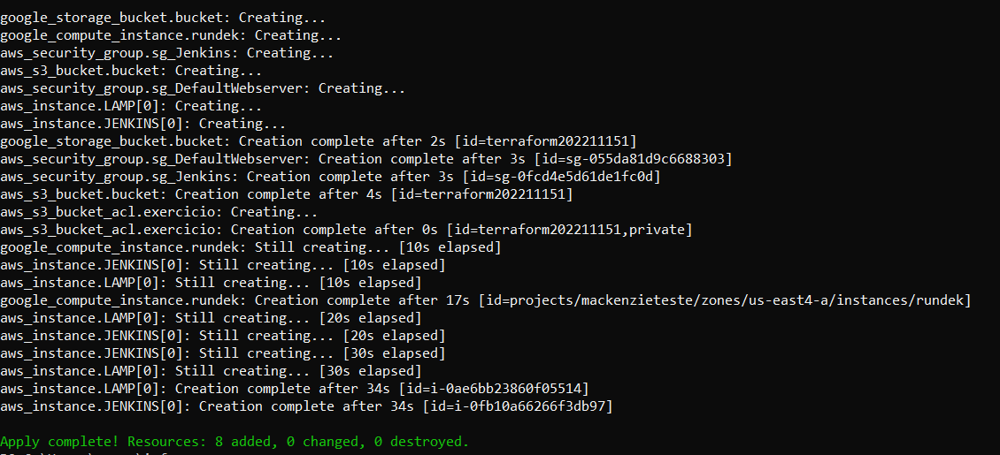 google_storage_bucket.bucket: Creating...
google_compute_instance.rundek: Creating...
aws_security_group.sg_Jenkins: Creating...
aws_s3_bucket.bucket: Creating...
aws_security_group.sg_DefaultWebserver: Creating...
aws_instance.LAMP[0]: Creating...
aws_instance.JENKINS[0]: Creating...
google_storage_bucket.bucket: Creation complete after 2s [id=terraform202211151]
aws_security_group.sg_DefaultWebserver: Creation complete after 3s [id=sg-055da81d9c6688303]
aws_security_group.sg_Jenkins: Creation complete after 3s [id=sg-0fcd4e5d61de1fc0d]
aws_s3_bucket.bucket: Creation complete after 4s [id=terraform202211151]
aws_s3_bucket_acl.exercicio: Creating...
aws_s3_bucket_acl.exercicio: Creation complete after 0s [id=terraform202211151,private]
google_compute_instance.rundek: Still creating... [10s elapsed]
aws_instance.JENKINS[0]: Still creating... [10s elapsed]
aws_instance.LAMP[0]: Still creating... [10s elapsed]
google_compute_instance.rundek: Creation complete after 17s [id=projects/mackenzieteste/zones/us-east4-a/instances/rundek]
aws_instance.LAMP[0]: Still creating... [20s elapsed]
aws_instance.JENKINS[0]: Still creating... [20s elapsed]
aws_instance.JENKINS[0]: Still creating... [30s elapsed]
aws_instance.LAMP[0]: Still creating... [30s elapsed]
aws_instance.LAMP[0]: Creation complete after 34s [id=i-0ae6bb23860f05514]
aws_instance.JENKINS[0]: Creation complete after 34s [id=i-0fb10a66266f3db97]
Apply complete! Resources: 8 added, 0 changed, 0 destroyed.